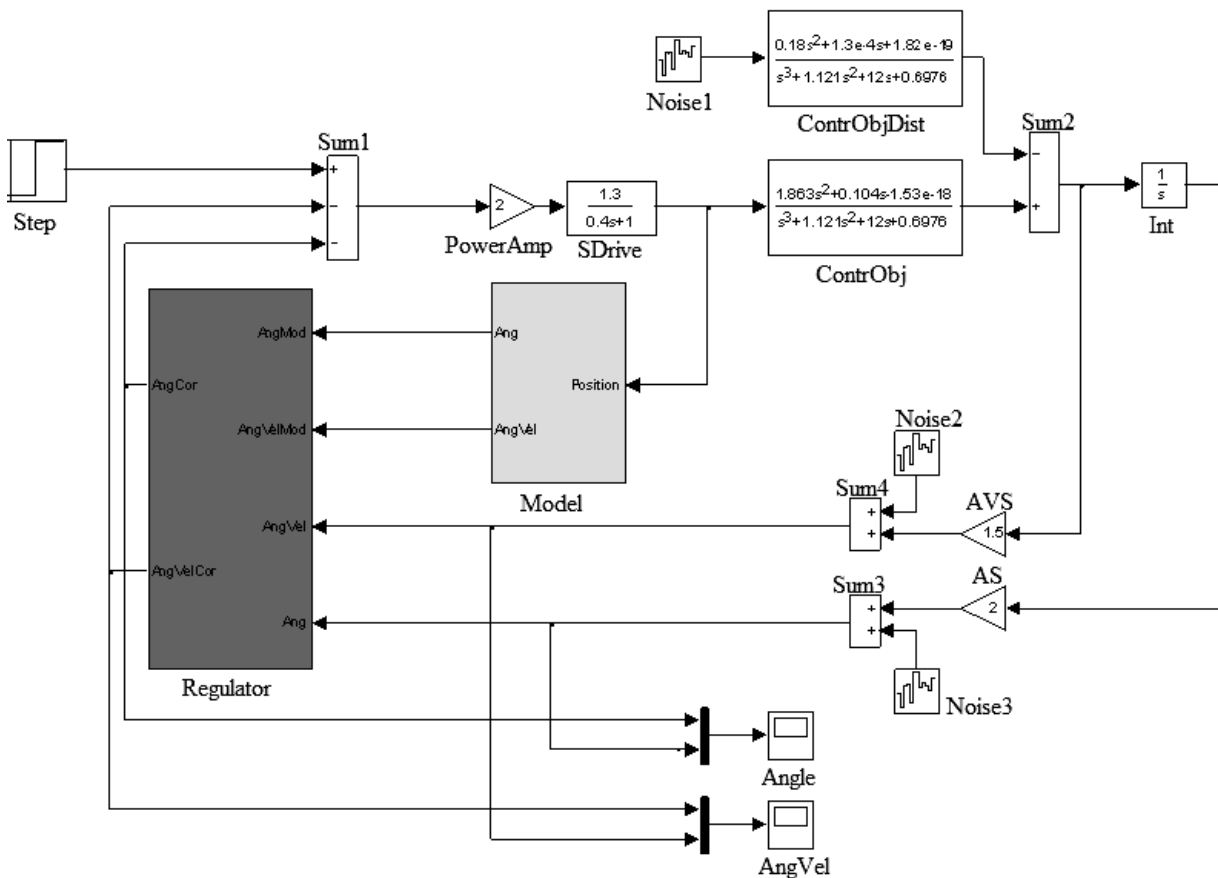 0.18s²+1.3e-4s+1.82e-19
s³+1.121s²+12s+0.6976
Noise1
ContrObjDist
Sum1
Sum2
+
−
−
−
+
Step
2
PowerAmp
1.3
0.4s+1
SDrive
1.863s²+0.104s-1.53e-18
s³+1.121s²+12s+0.6976
ContrObj
1
s
Int
AngMod
AngCor
AngVelMod
AngVel
AngVelCor
Ang
Regulator
Ang
Position
AngVel
Model
Noise2
Sum4
+
+
AVS
1.5
AS
2
Sum3
+
+
Noise3
Angle
AngVel